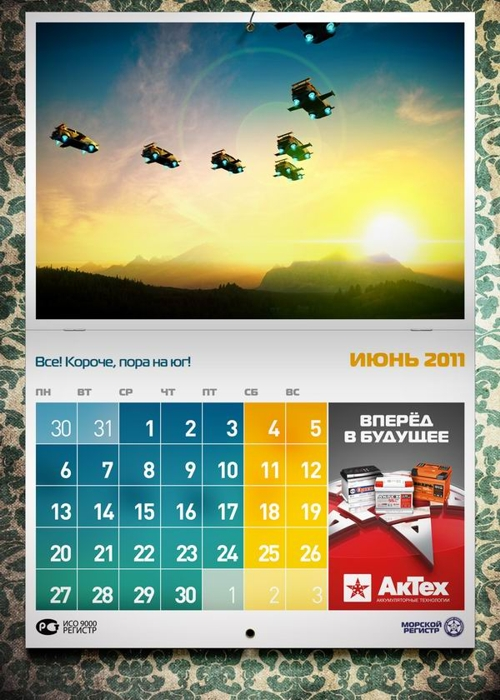 Все! Короче, пора на юг!
ИЮНЬ 2011
ПН ВТ СР ЧТ ПТ СБ ВС
30 31 1 2 3 4 5
6 7 8 9 10 11 12
13 14 15 16 17 18 19
20 21 22 23 24 25 26
27 28 29 30 1 2 3
ВПЕРЁД
В БУДУЩЕЕ
АкТех
АККУМУЛЯТОРНЫЕ ТЕХНОЛОГИИ
ИСО 9000
РЕГИСТР
МОРСКОЙ
РЕГИСТР